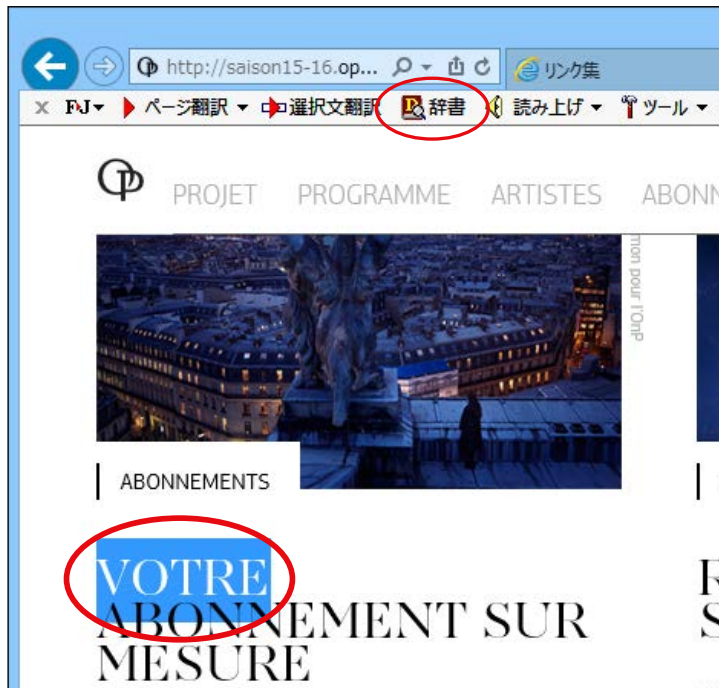 http://saison15-16.op... リンク集
x FJ ページ翻訳 選択文翻訳 辞書 読み上げ ツール
PROJET PROGRAMME ARTISTES ABONN
mon pour l'OnP
ABONNEMENTS
VOTRE
ABONNEMENT SUR
MESURE
R
S